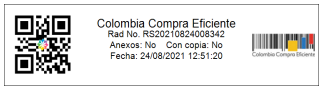 Colombia Compra Eficiente
Rad No. RS20210824008342
Anexos: No Con copia: No
Fecha: 24/08/2021 12:51:20
Colombia Compra Eficiente